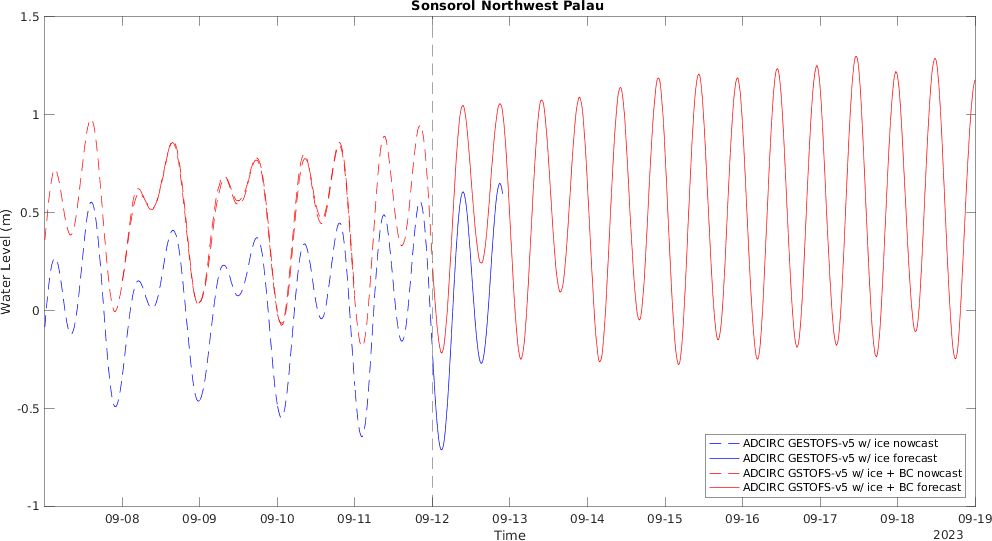 Sonsorol Northwest Palau
1.5
1
0.5
0
-0.5
-1
Water Level (m)
ADCIRC GESTOFS-v5 w/ ice nowcast
ADCIRC GESTOFS-v5 w/ ice forecast
ADCIRC GSTOFS-v5 w/ ice + BC nowcast
ADCIRC GSTOFS-v5 w/ ice + BC forecast
09-08 09-09 09-10 09-11 09-12 09-13 09-14 09-15 09-16 09-17 09-18 09-19
Time
2023